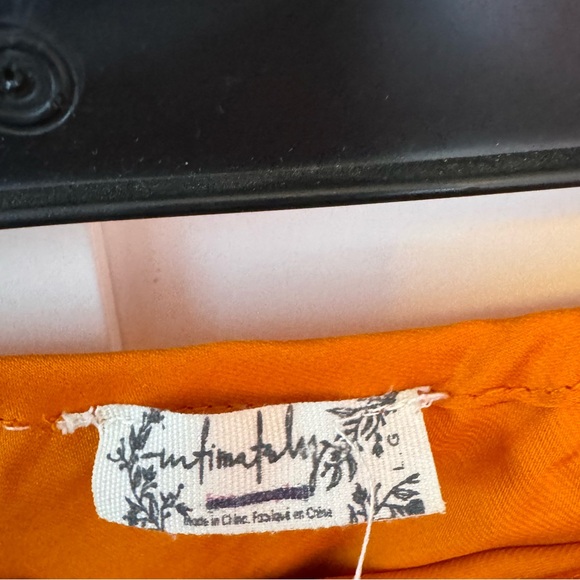 intimately
Made in China. Fabriqué en Chine
L.G